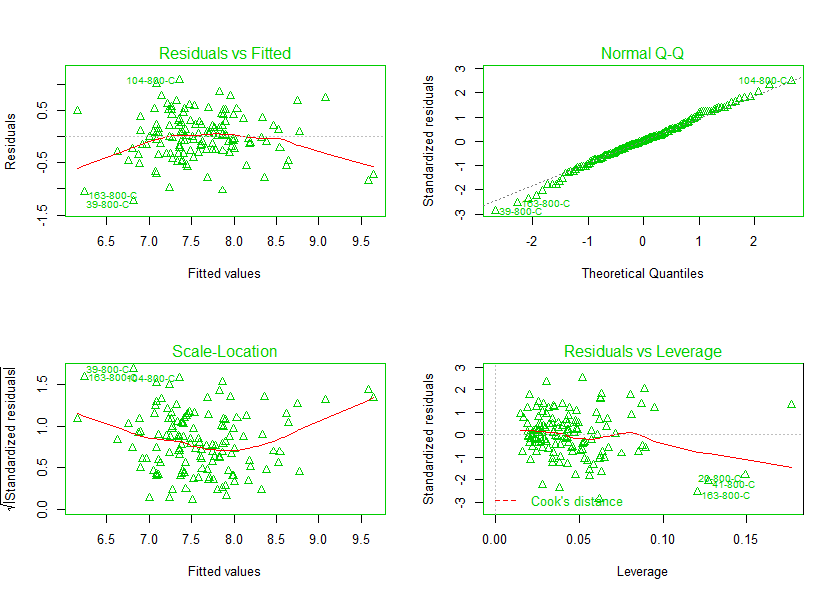 Residuals vs Fitted
Residuals
0.5
-0.5
-1.5
104-800-C
163-800-C
39-800-C
6.5 7.0 7.5 8.0 8.5 9.0 9.5
Fitted values
Normal Q-Q
Standardized residuals
3
2
1
0
-1
-2
-3
104-800-C
163-800-C
39-800-C
-2 -1 0 1 2
Theoretical Quantiles
Scale-Location
√|Standardized residuals|
1.5
1.0
0.5
0.0
39-800-C
163-800-C
104-800-C
6.5 7.0 7.5 8.0 8.5 9.0 9.5
Fitted values
Residuals vs Leverage
Standardized residuals
3
2
1
0
-1
-2
-3
41-800-C
163-800-C
Cook's distance
0.00 0.05 0.10 0.15
Leverage